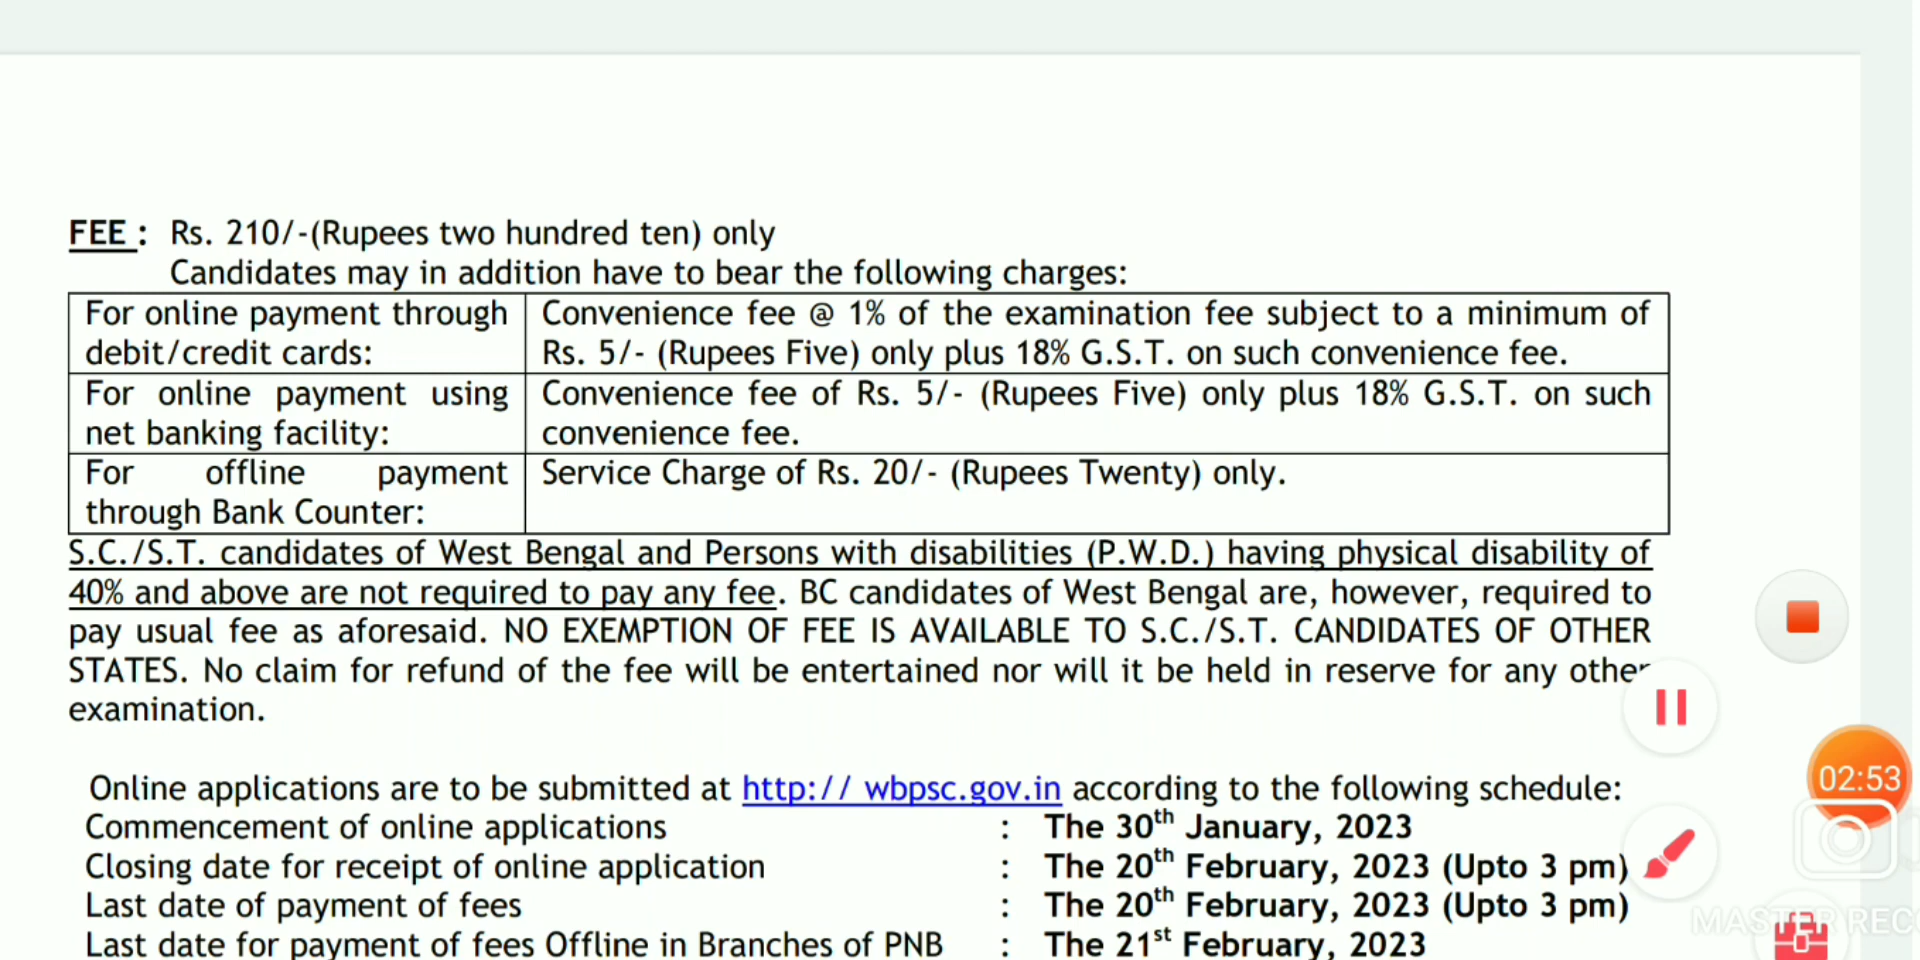 FEE : Rs. 210/-(Rupees two hundred ten) only
Candidates may in addition have to bear the following charges:
For online payment through debit/credit cards:
Convenience fee @ 1% of the examination fee subject to a minimum of
Rs. 5/- (Rupees Five) only plus 18% G.S.T. on such convenience fee.
For online payment using net banking facility:
Convenience fee of Rs. 5/- (Rupees Five) only plus 18% G.S.T. on such
convenience fee.
For offline payment through Bank Counter:
Service Charge of Rs. 20/- (Rupees Twenty) only.
S.C./S.T. candidates of West Bengal and Persons with disabilities (P.W.D.) having physical disability of
40% and above are not required to pay any fee. BC candidates of West Bengal are, however, required to
pay usual fee as aforesaid. NO EXEMPTION OF FEE IS AVAILABLE TO S.C./S.T. CANDIDATES OF OTHER
STATES. No claim for refund of the fee will be entertained nor will it be held in reserve for any other
examination.
Online applications are to be submitted at http:// wbpsc.gov.in according to the following schedule:
Commencement of online applications : The 30th January, 2023
Closing date for receipt of online application : The 20th February, 2023 (Upto 3 pm)
Last date of payment of fees : The 20th February, 2023 (Upto 3 pm)
Last date for payment of fees Offline in Branches of PNB : The 21st February, 2023
02:53
MASTER REC